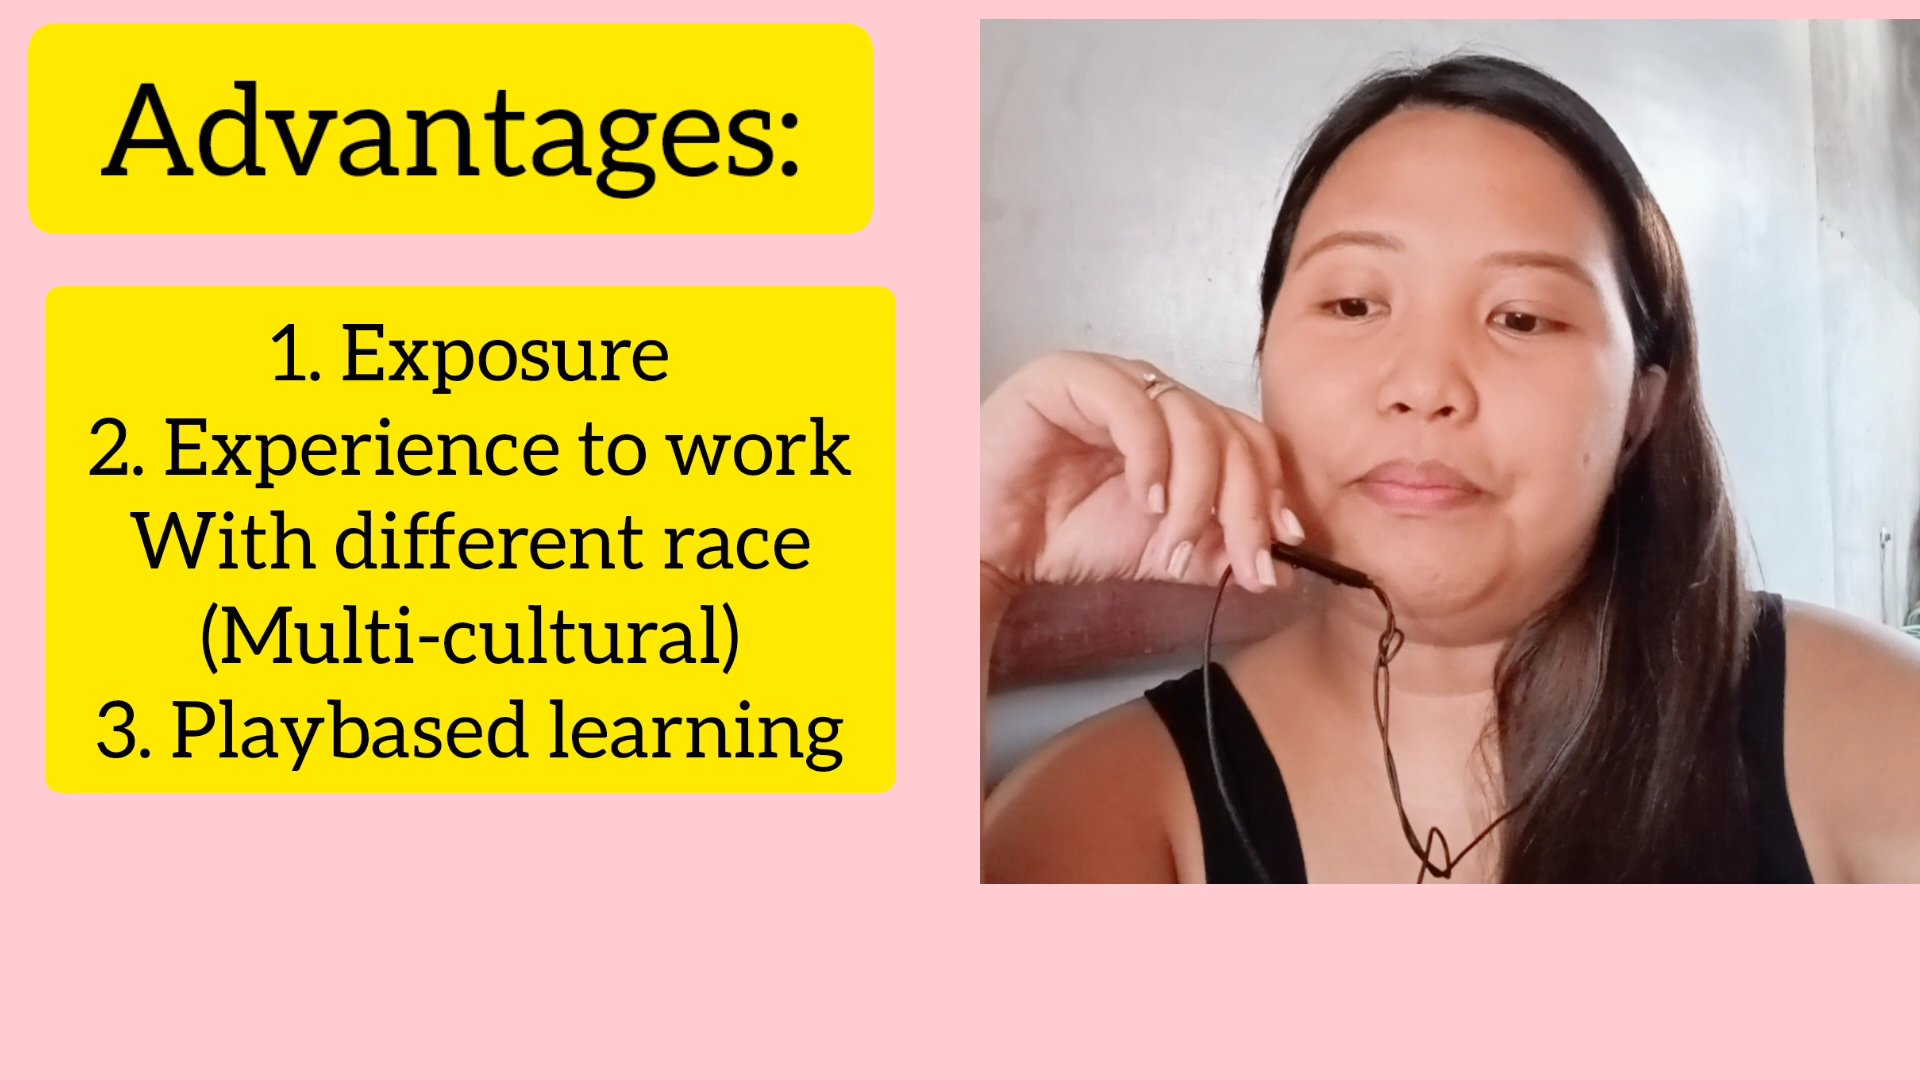 Advantages:
1. Exposure
2. Experience to work
With different race
(Multi-cultural)
3. Playbased learning